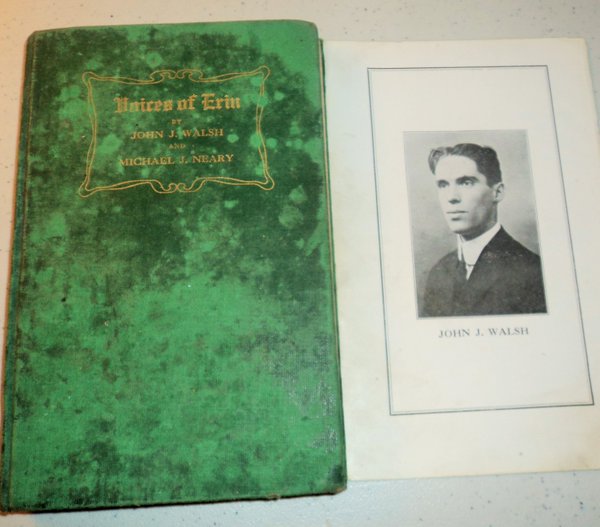 Voices of Erin
BY
JOHN J. WALSH
AND
MICHAEL J. NEARY
JOHN J. WALSH